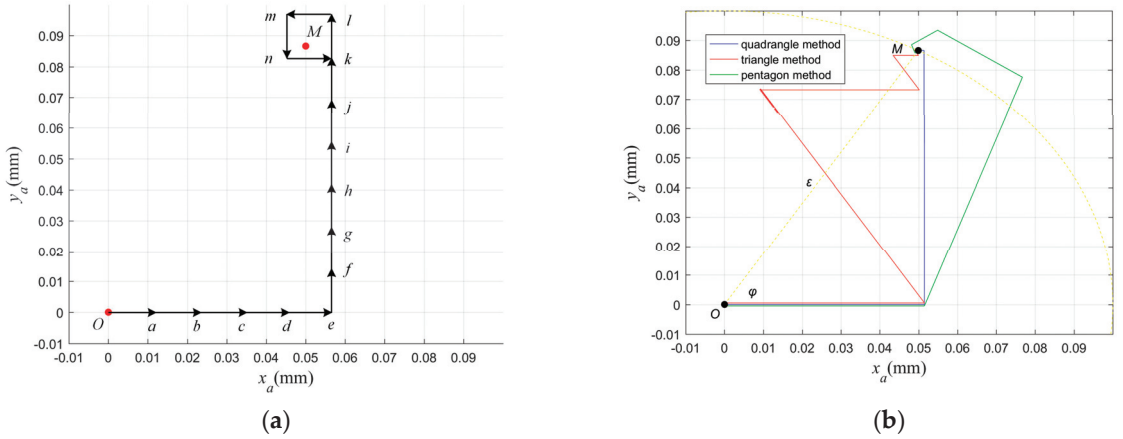 m
l
M
n
k
j
i
h
g
f
O
a
b
c
d
e
0.09
0.08
0.07
0.06
0.05
0.04
0.03
0.02
0.01
0
-0.01
-0.01 0 0.01 0.02 0.03 0.04 0.05 0.06 0.07 0.08 0.09
y_a(mm)
x_a(mm)
(a)
quadrangle method
triangle method
pentagon method
M
ε
φ
O
0.1
0.09
0.08
0.07
0.06
0.05
0.04
0.03
0.02
0.01
0
-0.01
-0.01 0 0.01 0.02 0.03 0.04 0.05 0.06 0.07 0.08 0.09
y_a(mm)
x_a(mm)
(b)